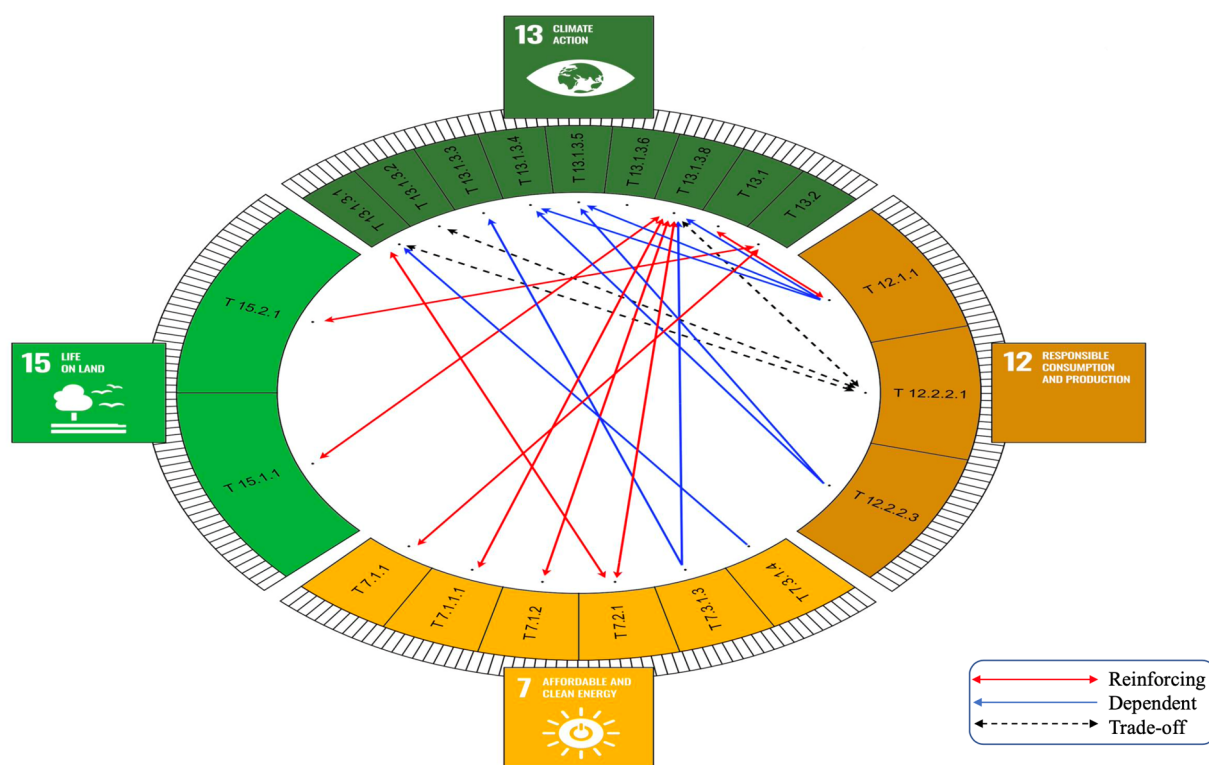 13 CLIMATE
ACTION
T 13.1.3.1
T 13.1.3.2
T 13.1.3.3
T 13.1.3.4
T 13.1.3.5
T 13.1.3.6
T 13.1.3.8
T 13.1
T 13.2
T 15.2.1
T 15.1.1
15 LIFE
ON LAND
T 12.1.1
T 12.2.2.1
T 12.2.2.3
12 RESPONSIBLE
CONSUMPTION
AND PRODUCTION
T 7.1.1
T 7.1.1.1
T 7.1.2
T 7.2.1
T 7.3.1.3
T 7.3.1.4
7 AFFORDABLE AND
CLEAN ENERGY
Reinforcing
Dependent
Trade-off